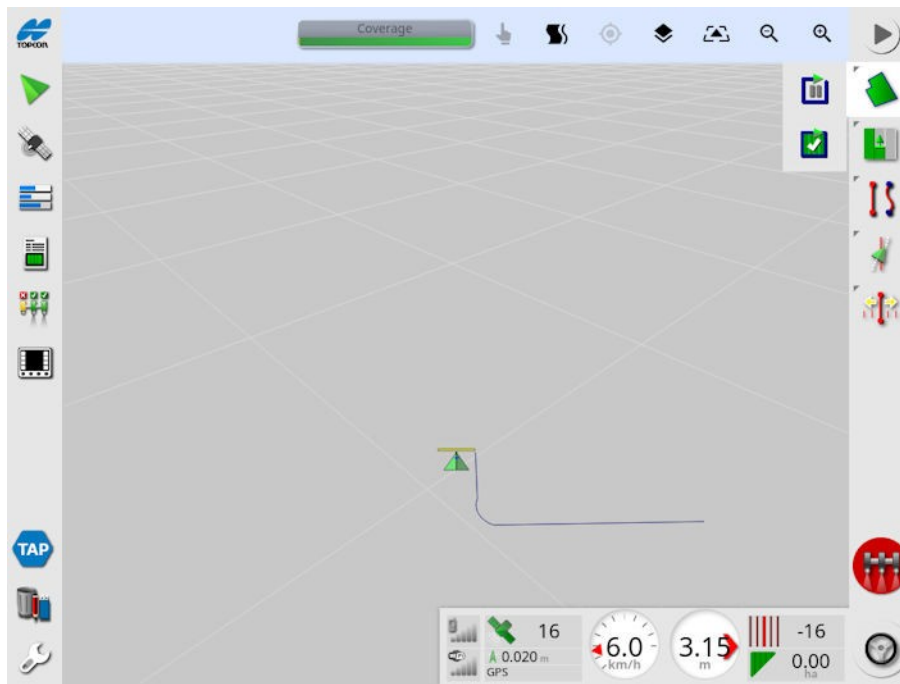 TOPCON
Coverage
TAP
16
0.020 m
GPS
6.0
km/h
3.15
m
-16
0.00
ha